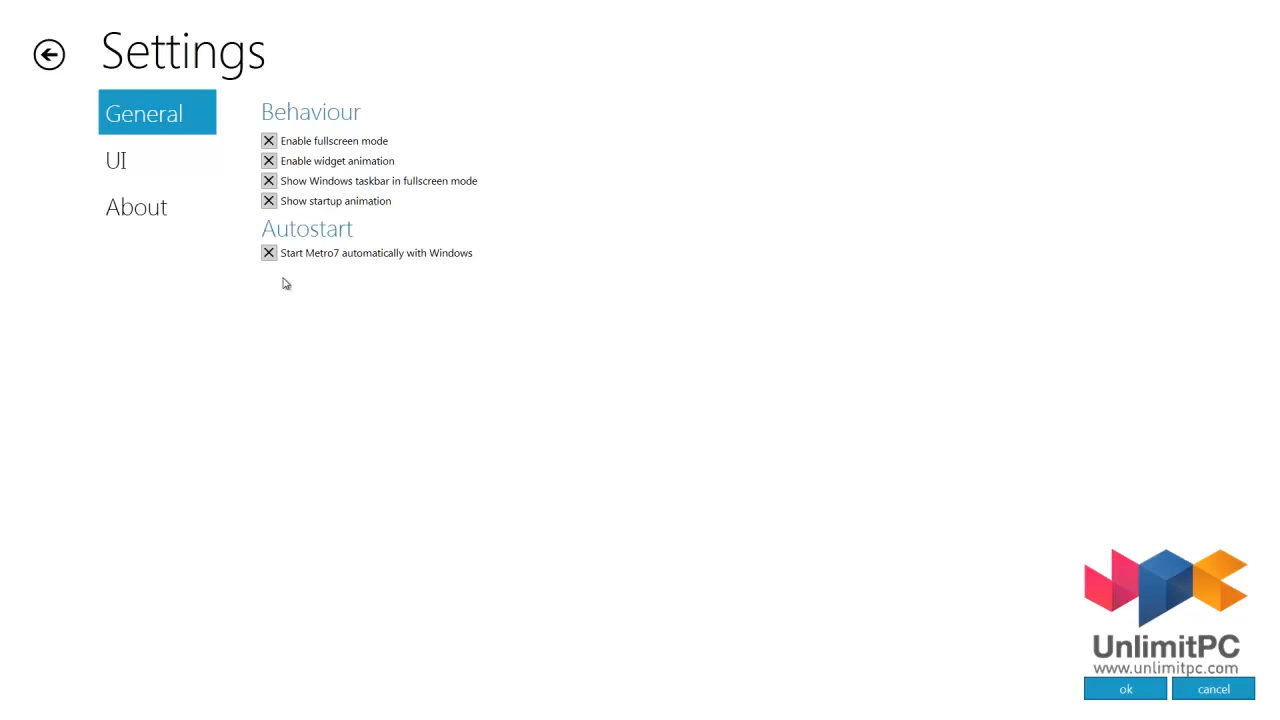 Settings
General
UI
About
Behaviour
Enable fullscreen mode
Enable widget animation
Show Windows taskbar in fullscreen mode
Show startup animation
Autostart
Start Metro7 automatically with Windows
UnlimitPC
www.unlimitpc.com
ok
cancel